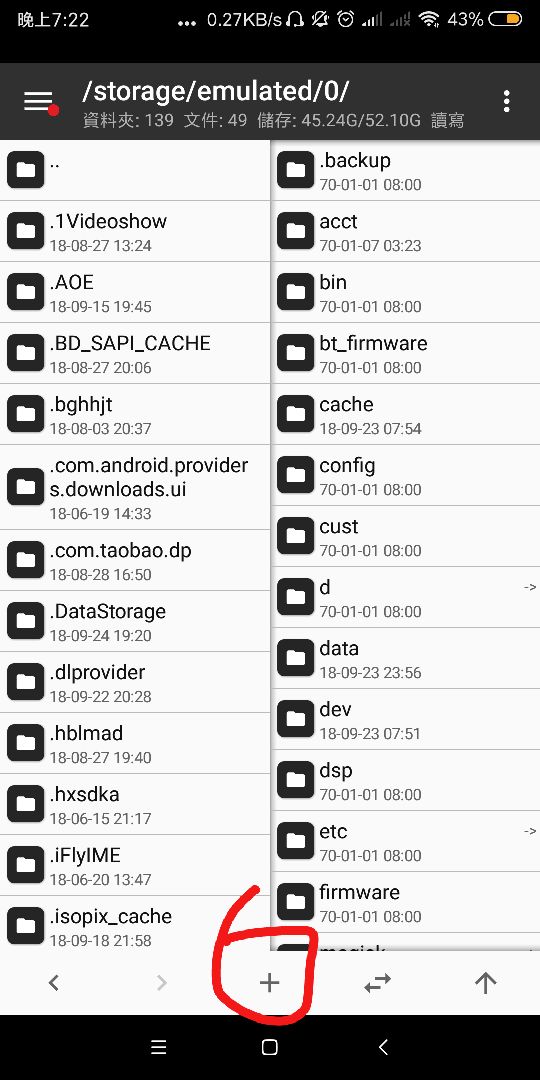 晚上7:22
... 0.27KB/s 43%
/storage/emulated/0/
資料夾: 139 文件: 49 儲存: 45.24G/52.10G 讀寫
..
.1Videoshow
18-08-27 13:24
.AOE
18-09-15 19:45
.BD_SAPI_CACHE
18-08-27 20:06
.bghhjt
18-08-03 20:37
.com.android.provider
s.downloads.ui
18-06-19 14:33
.com.taobao.dp
18-08-28 16:50
.DataStorage
18-09-24 19:20
.dlprovider
18-09-22 20:28
.hblmad
18-08-27 19:40
.hxsdka
18-06-15 21:17
.iFlyIME
18-06-20 13:47
.isopix_cache
18-09-18 21:58
.backup
70-01-01 08:00
acct
70-01-07 03:23
bin
70-01-01 08:00
bt_firmware
70-01-01 08:00
cache
18-09-23 07:54
config
70-01-01 08:00
cust
70-01-01 08:00
d ->
70-01-01 08:00
data
18-09-23 23:56
dev
18-09-23 07:51
dsp
70-01-01 08:00
etc ->
70-01-01 08:00
firmware
70-01-01 08:00